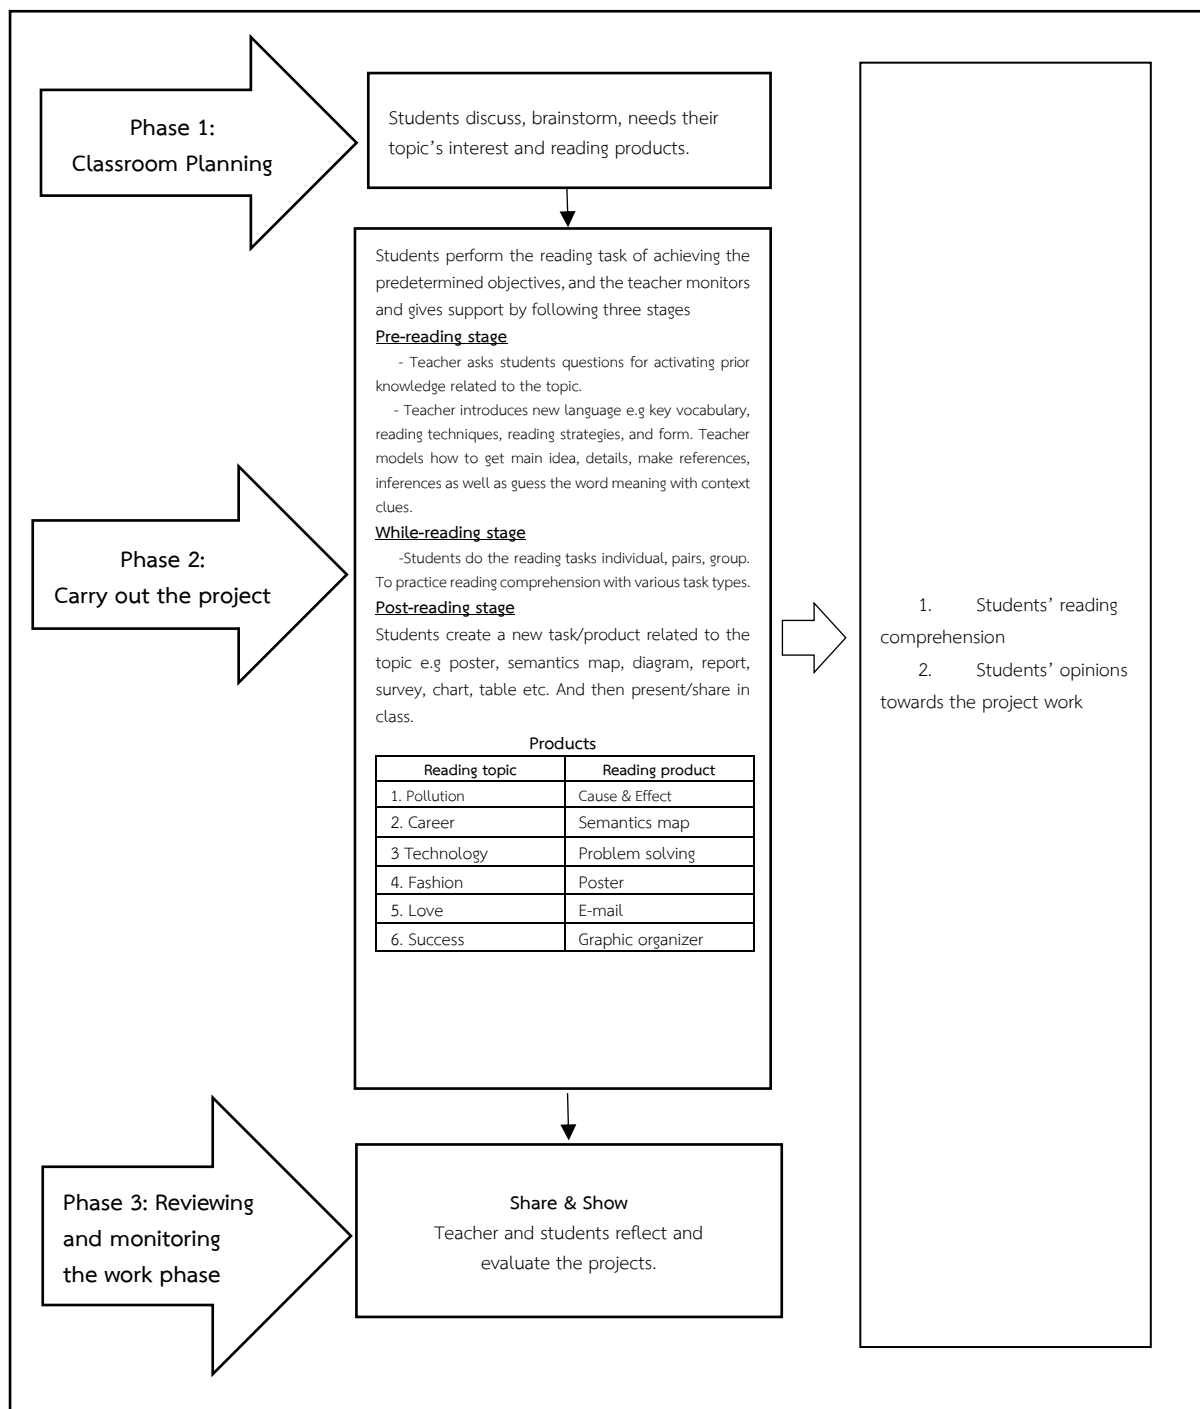 Phase 1:
Classroom Planning
Students discuss, brainstorm, needs their
topic’s interest and reading products.
Phase 2:
Carry out the project
Students perform the reading task of achieving the
predetermined objectives, and the teacher monitors
and gives support by following three stages
Pre-reading stage
- Teacher asks students questions for activating prior
knowledge related to the topic.
- Teacher introduces new language e.g key vocabulary,
reading techniques, reading strategies, and form. Teacher
models how to get main idea, details, make references,
inferences as well as guess the word meaning with context
clues.
While-reading stage
-Students do the reading tasks individual, pairs, group.
To practice reading comprehension with various task types.
Post-reading stage
Students create a new task/product related to the
topic e.g poster, semantics map, diagram, report,
survey, chart, table etc. And then present/share in
class.
Products
Reading topic Reading product
1. Pollution Cause & Effect
2. Career Semantics map
3 Technology Problem solving
4. Fashion Poster
5. Love E-mail
6. Success Graphic organizer
1. Students’ reading
comprehension
2. Students’ opinions
towards the project work
Phase 3: Reviewing
and monitoring
the work phase
Share & Show
Teacher and students reflect and
evaluate the projects.